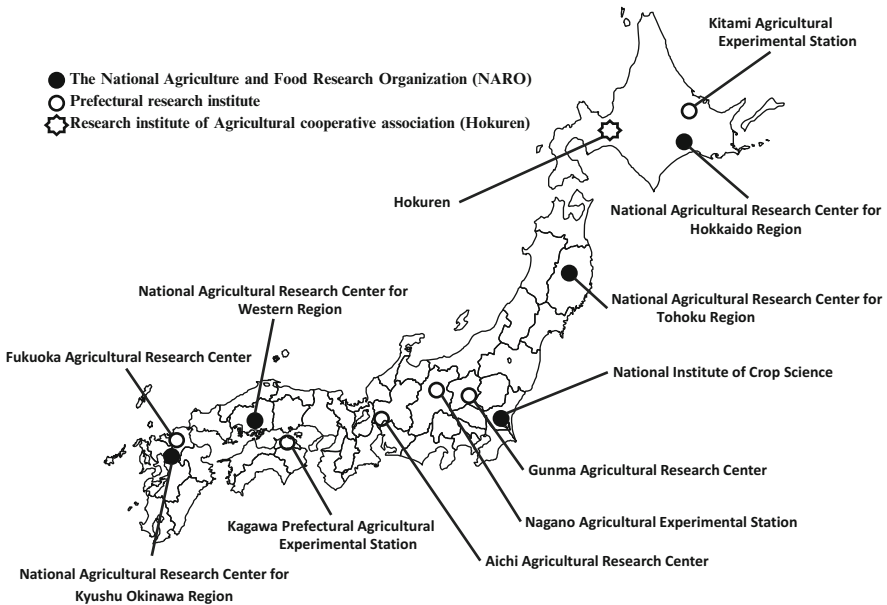 Kitami Agricultural
Experimental Station
The National Agriculture and Food Research Organization (NARO)
Prefectural research institute
Research institute of Agricultural cooperative association (Hokuren)
Hokuren
National Agricultural Research Center for
Hokkaido Region
National Agricultural Research Center for
Western Region
National Agricultural Research Center for
Tohoku Region
Fukuoka Agricultural Research Center
National Institute of Crop Science
Gunma Agricultural Research Center
Nagano Agricultural Experimental Station
Kagawa Prefectural Agricultural
Experimental Station
Aichi Agricultural Research Center
National Agricultural Research Center for
Kyushu Okinawa Region